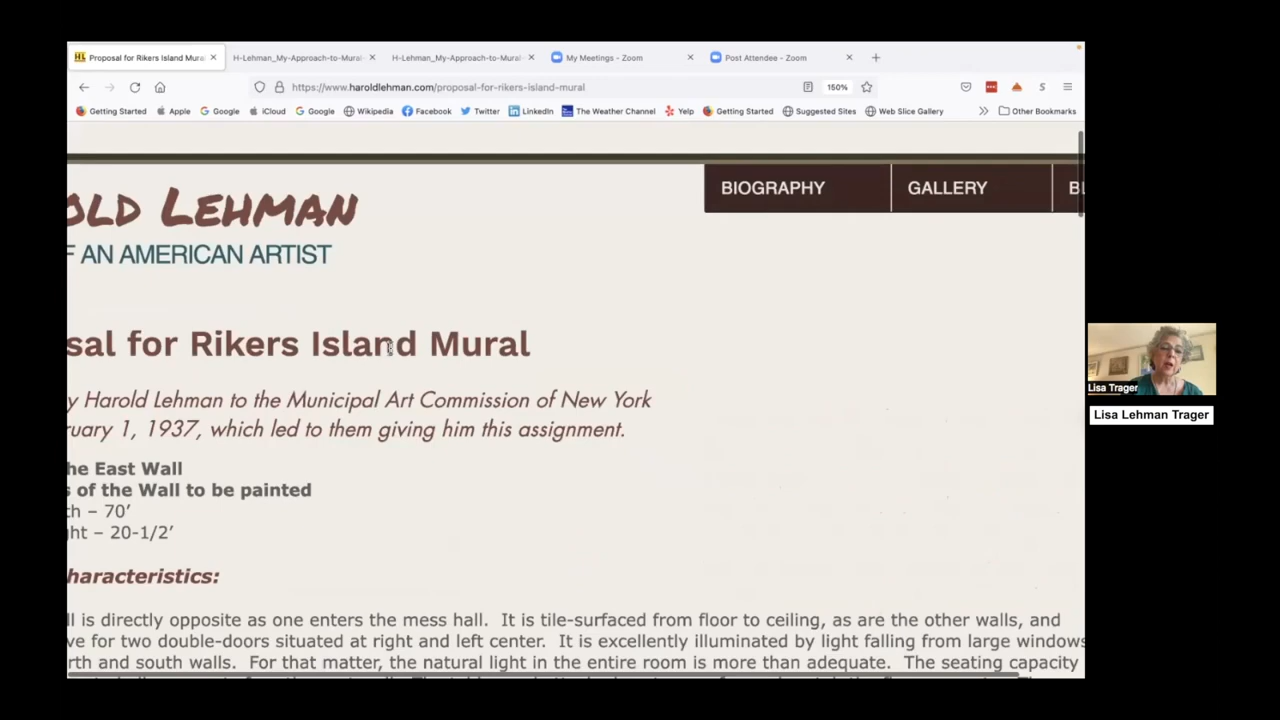 Proposal for Rikers Island Mura
H-Lehman_My-Approach-to-Mural-
H-Lehman_My-Approach-to-Mural-
My Meetings - Zoom
Post Attendee - Zoom
https://www.haroldlehman.com/proposal-for-rikers-island-mural
150%
Getting Started
Apple
Google
iCloud
Google
Wikipedia
Facebook
Twitter
LinkedIn
The Weather Channel
Yelp
Getting Started
Suggested Sites
Web Slice Gallery
Other Bookmarks
BIOGRAPHY
GALLERY
OLD LEHMAN
F AN AMERICAN ARTIST
sal for Rikers Island Mural
y Harold Lehman to the Municipal Art Commission of New York
ruary 1, 1937, which led to them giving him this assignment.
he East Wall
s of the Wall to be painted
th – 70′
ht – 20-1/2′
haracteristics:
ll is directly opposite as one enters the mess hall. It is tile-surfaced from floor to ceiling, as are the other walls, and
ve for two double-doors situated at right and left center. It is excellently illuminated by light falling from large windows
rth and south walls. For that matter, the natural light in the entire room is more than adequate. The seating capacity
Lisa Trager
Lisa Lehman Trager